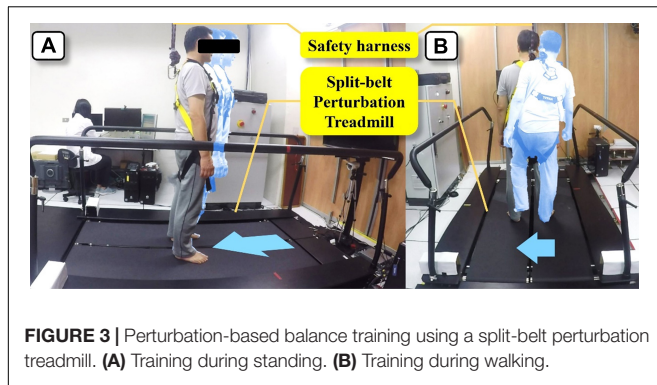 A
Safety harness
B
Split-belt
Perturbation
Treadmill
FIGURE 3 | Perturbation-based balance training using a split-belt perturbation
treadmill. (A) Training during standing. (B) Training during walking.